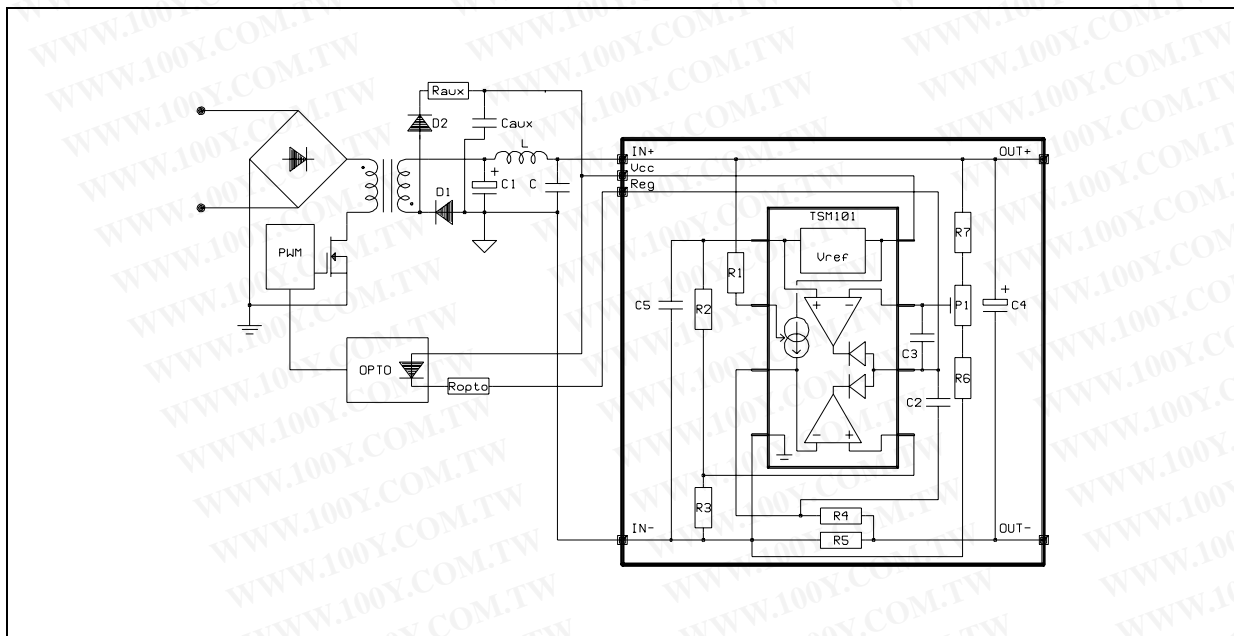 WWW.100Y.COM.TW
Raux
D2
Caux
L
IN+
OUT+
Vcc
Reg
C1
C
D1
TSM101
PWM
Vref
R7
R1
C5
R2
+
-
P1
+
C4
C3
OPTO
Ropto
R6
C2
-
+
R3
R4
IN-
OUT-
R5
+